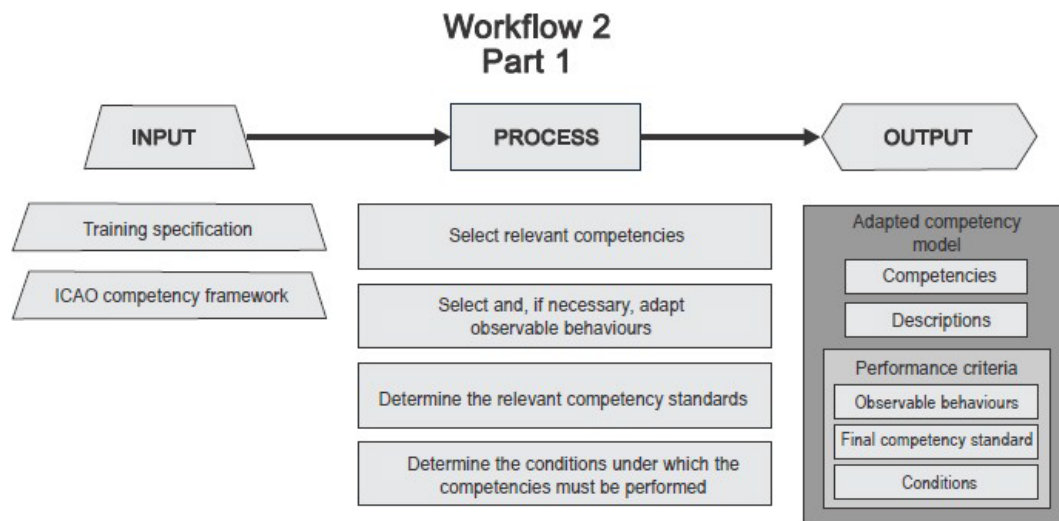 Workflow 2
Part 1
INPUT
PROCESS
OUTPUT
Training specification
ICAO competency framework
Select relevant competencies
Select and, if necessary, adapt
observable behaviours
Determine the relevant competency standards
Determine the conditions under which the
competencies must be performed
Adapted competency
model
Competencies
Descriptions
Performance criteria
Observable behaviours
Final competency standard
Conditions